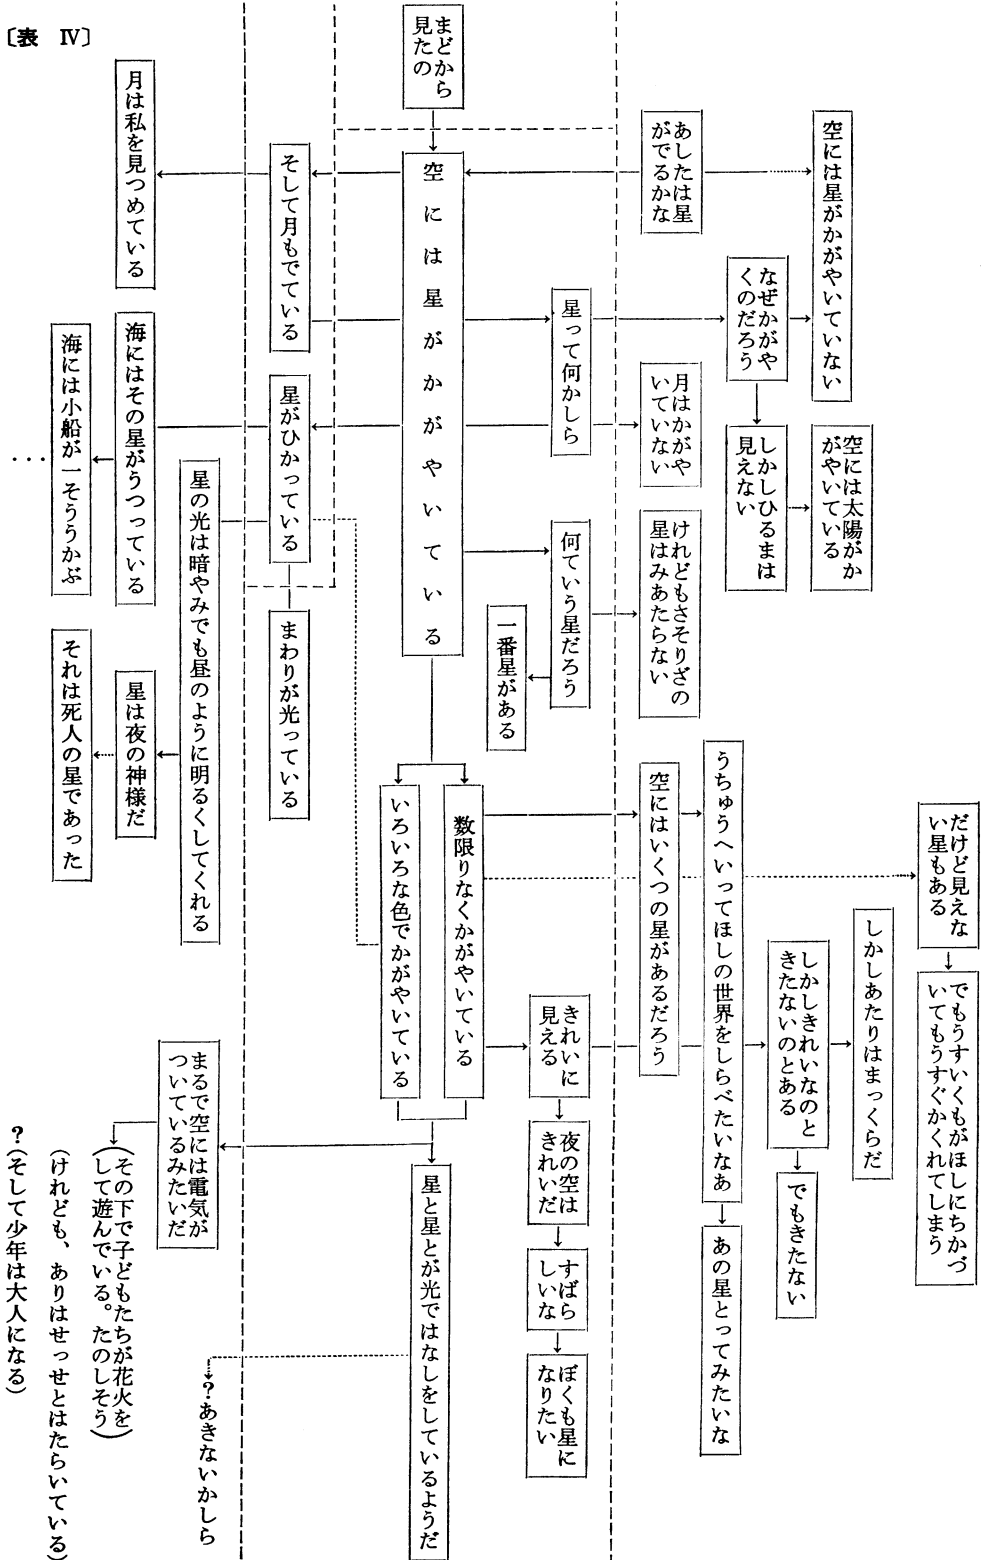 〔表 Ⅳ〕
まどから
見たの
空には星がかがやいている
あしたは星
がでるかな
空には星がかがやいていない
なぜかがや
くのだろう
しかしひるまは
見えない
空には太陽がか
がやいている
星って何かしら
月はかがや
いていない
何ていう星だろう
けれどもさそりざの
星はみあたらない
一番星がある
そして月もでている
月は私を見つめている
星がひかっている
海にはその星がうつっている
海には小船が一そううかぶ
・・・
まわりが光っている
星の光は暗やみでも昼のように明るくしてくれる
星は夜の神様だ
それは死人の星であった
数限りなくかがやいている
いろいろな色でかがやいている
空にはいくつの星があるだろう
うちゅうへいってほしの世界をしらべたいなあ
あの星とってみたいな
だけど見えな
い星もある
でもうすいくもがほしにちかづ
いてもうすぐかくれてしまう
しかしきれいなのと
きたないのとある
しかしあたりはまっくらだ
でもきたない
きれいに
見える
夜の空は
きれいだ
すばら
しいな
ぼくも星に
なりたい
星と星とが光ではなしをしているようだ
?あきないかしら
まるで空には電気が
ついているみたいだ
(その下で子どもたちが花火を
して遊んでいる。たのしそう)
(けれども、ありはせっせとはたらいている)
?(そして少年は大人になる)